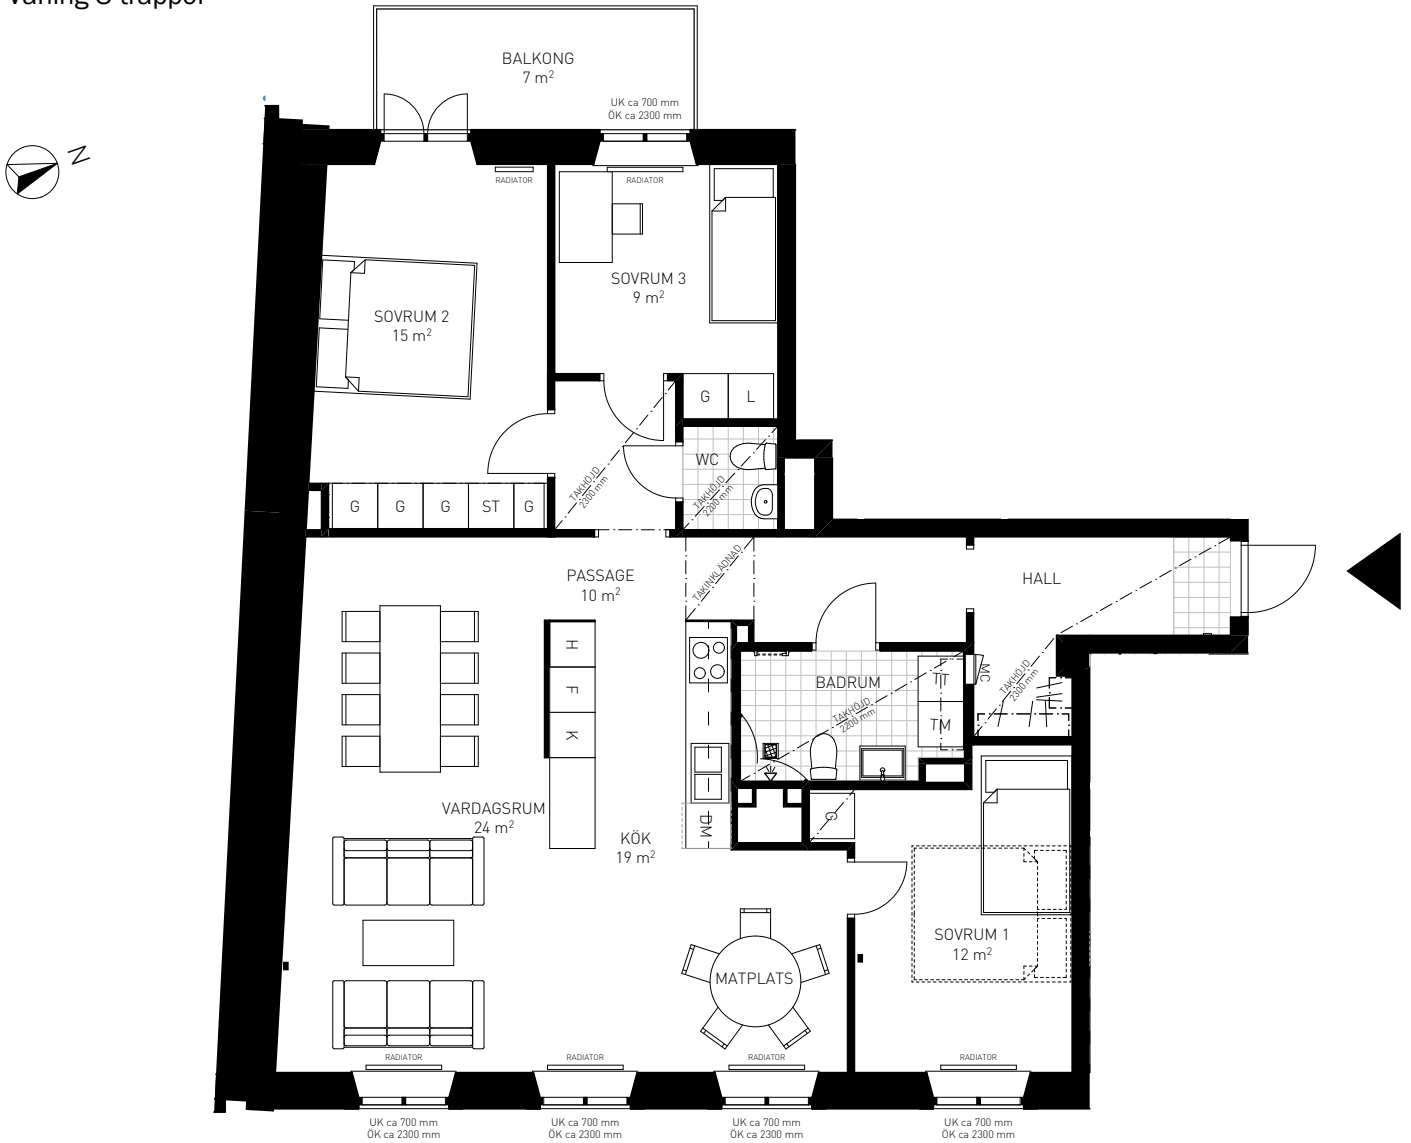 BALKONG
7 m²
UK ca 700 mm
ÖK ca 2300 mm
N
RADIATOR
RADIATOR
SOVRUM 3
9 m²
SOVRUM 2
15 m²
G
L
WC
TAKHÖJD
2300 mm
TAKHÖJD
2200 mm
G
G
G
ST
G
TAKINKLÄDNAD
PASSAGE
10 m²
HALL
H
F
K
BADRUM
TT
TM
MC
TAKHÖJD
2300 mm
TAKHÖJD
2200 mm
VARDAGSRUM
24 m²
KÖK
19 m²
DM
G
SOVRUM 1
12 m²
MATPLATS
RADIATOR
RADIATOR
RADIATOR
RADIATOR
UK ca 700 mm
ÖK ca 2300 mm
UK ca 700 mm
ÖK ca 2300 mm
UK ca 700 mm
ÖK ca 2300 mm
UK ca 700 mm
ÖK ca 2300 mm